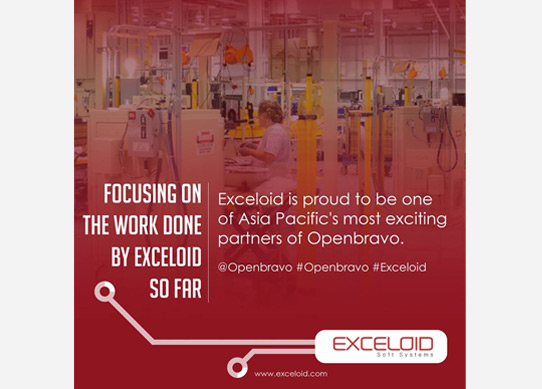 FOCUSING ON
THE WORK DONE
BY EXCELOID
SO FAR
Exceloid is proud to be one
of Asia Pacific's most exciting
partners of Openbravo.
@Openbravo #Openbravo #Exceloid
EXCELOID
Soft Systems
www.exceloid.com